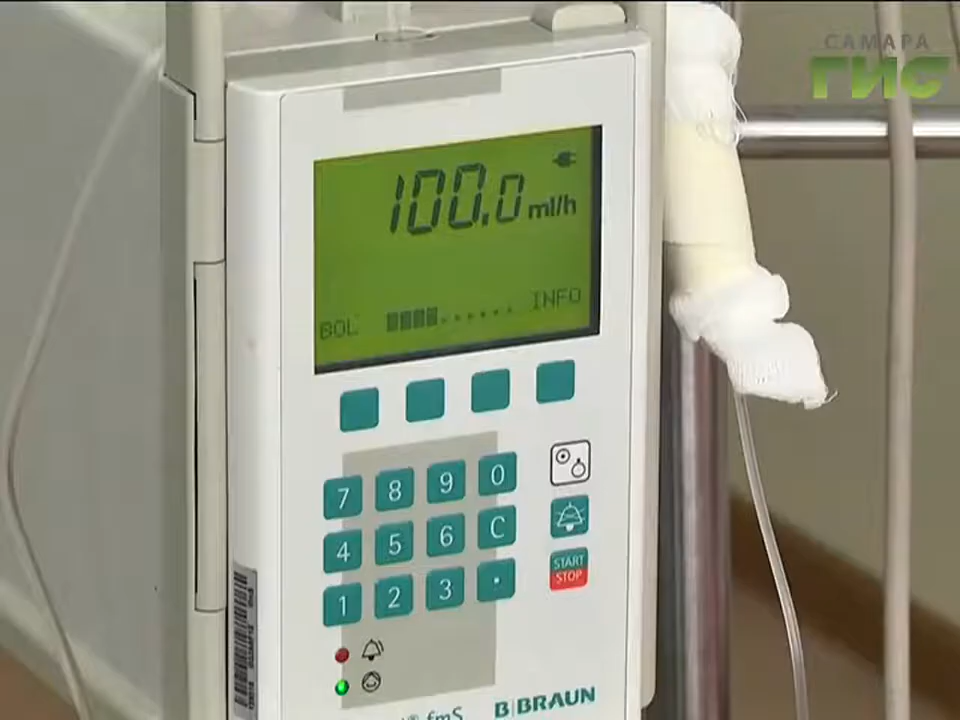 САМАРА
ГИС
100.0 ml/h
BOL INFO
7 8 9 0
4 5 6 C
1 2 3 .
START
STOP
fmS
B|BRAUN